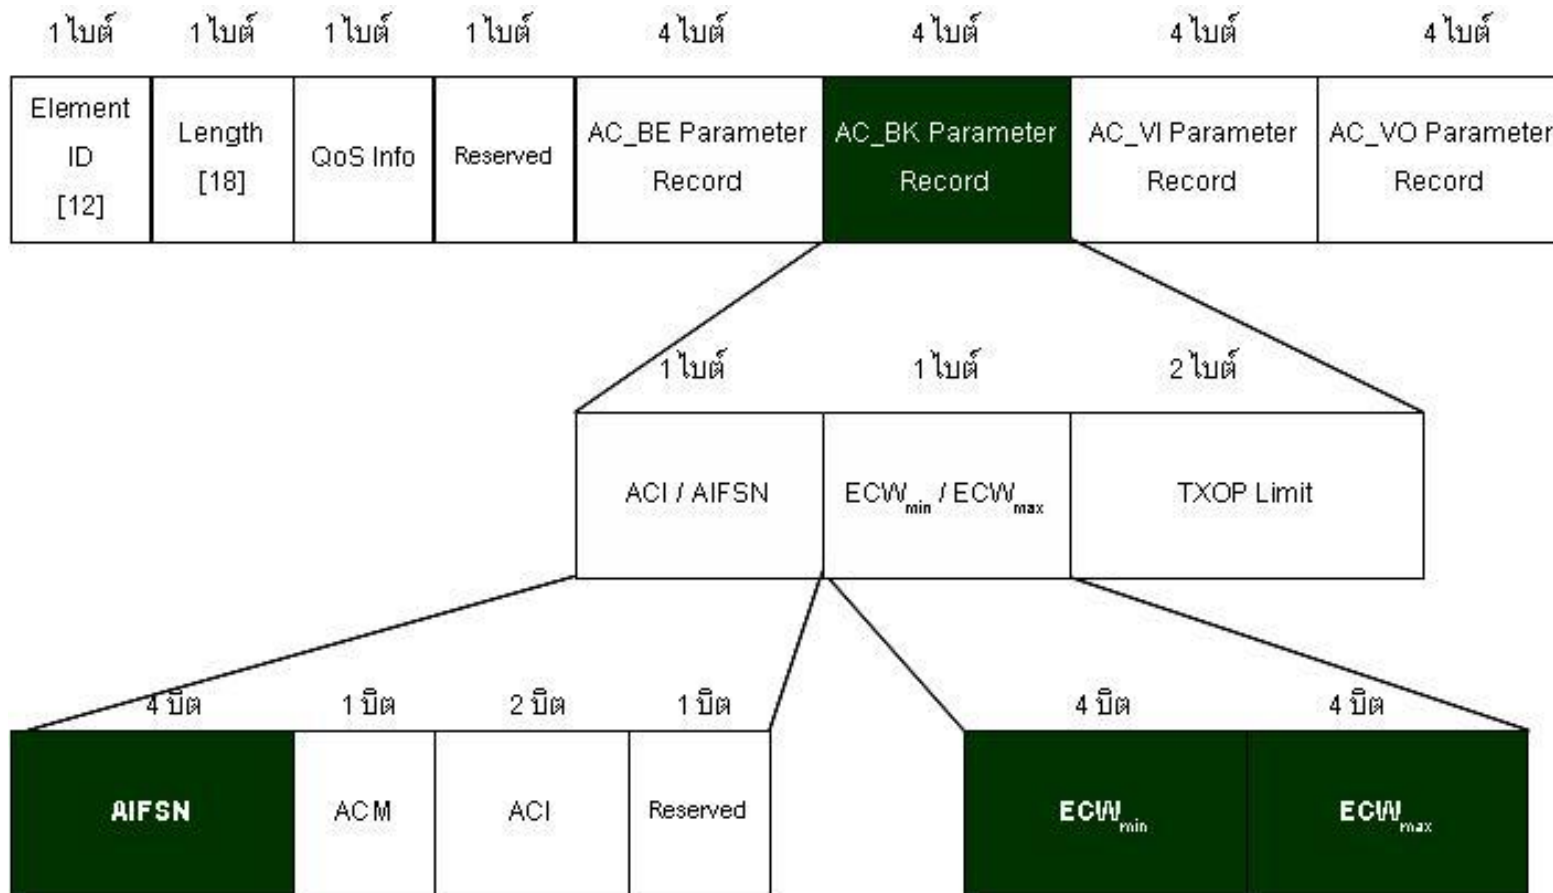 1 ไบต์ 1 ไบต์ 1 ไบต์ 1 ไบต์ 4 ไบต์ 4 ไบต์ 4 ไบต์ 4 ไบต์
Element
ID
[12]
Length
[18]
QoS Info
Reserved
AC_BE Parameter
Record
AC_BK Parameter
Record
AC_VI Parameter
Record
AC_VO Parameter
Record
1 ไบต์ 1 ไบต์ 2 ไบต์
ACI / AIFSN
ECWmin / ECWmax
TXOP Limit
4 บิต 1 บิต 2 บิต 1 บิต 4 บิต 4 บิต
AIFSN
ACM
ACI
Reserved
ECWmin
ECWmax